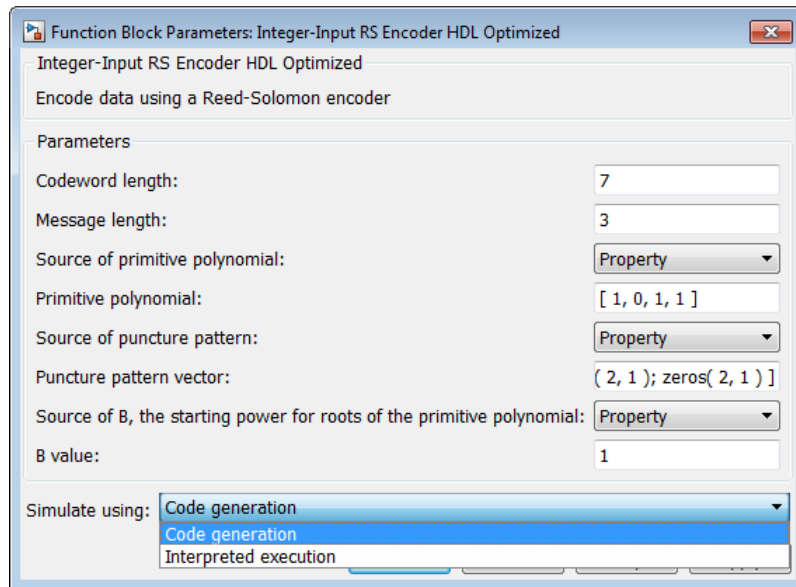 Function Block Parameters: Integer-Input RS Encoder HDL Optimized
Integer-Input RS Encoder HDL Optimized
Encode data using a Reed-Solomon encoder
Parameters
Codeword length: 7
Message length: 3
Source of primitive polynomial: Property
Primitive polynomial: [ 1, 0, 1, 1 ]
Source of puncture pattern: Property
Puncture pattern vector: ( 2, 1 ); zeros( 2, 1 ) ]
Source of B, the starting power for roots of the primitive polynomial: Property
B value: 1
Simulate using: Code generation
Code generation
Interpreted execution